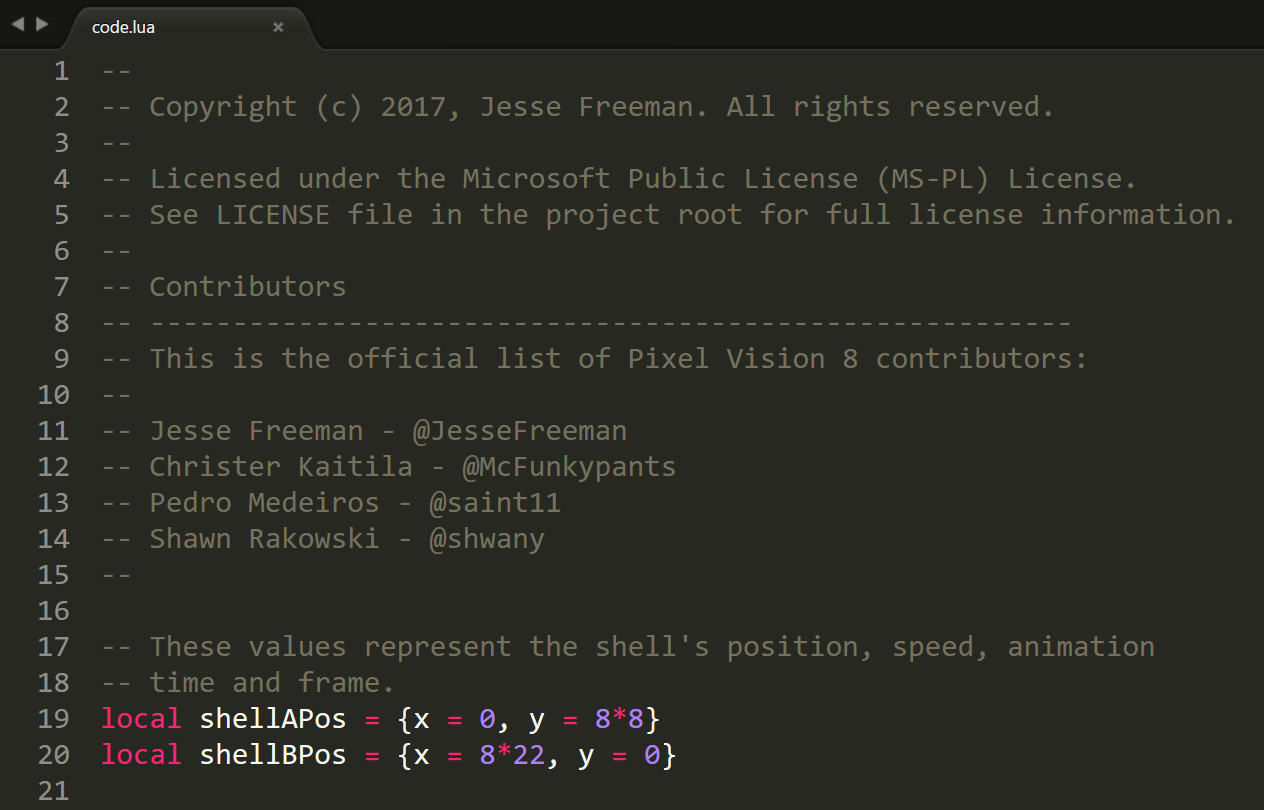 code.lua ×
1 --
2 -- Copyright (c) 2017, Jesse Freeman. All rights reserved.
3 --
4 -- Licensed under the Microsoft Public License (MS-PL) License.
5 -- See LICENSE file in the project root for full license information.
6 --
7 -- Contributors
8 -- --------------------------------------------------------
9 -- This is the official list of Pixel Vision 8 contributors:
10 --
11 -- Jesse Freeman - @JesseFreeman
12 -- Christer Kaitila - @McFunkypants
13 -- Pedro Medeiros - @saint11
14 -- Shawn Rakowski - @shwany
15 --
16
17 -- These values represent the shell's position, speed, animation
18 -- time and frame.
19 local shellAPos = {x = 0, y = 8*8}
20 local shellBPos = {x = 8*22, y = 0}
21